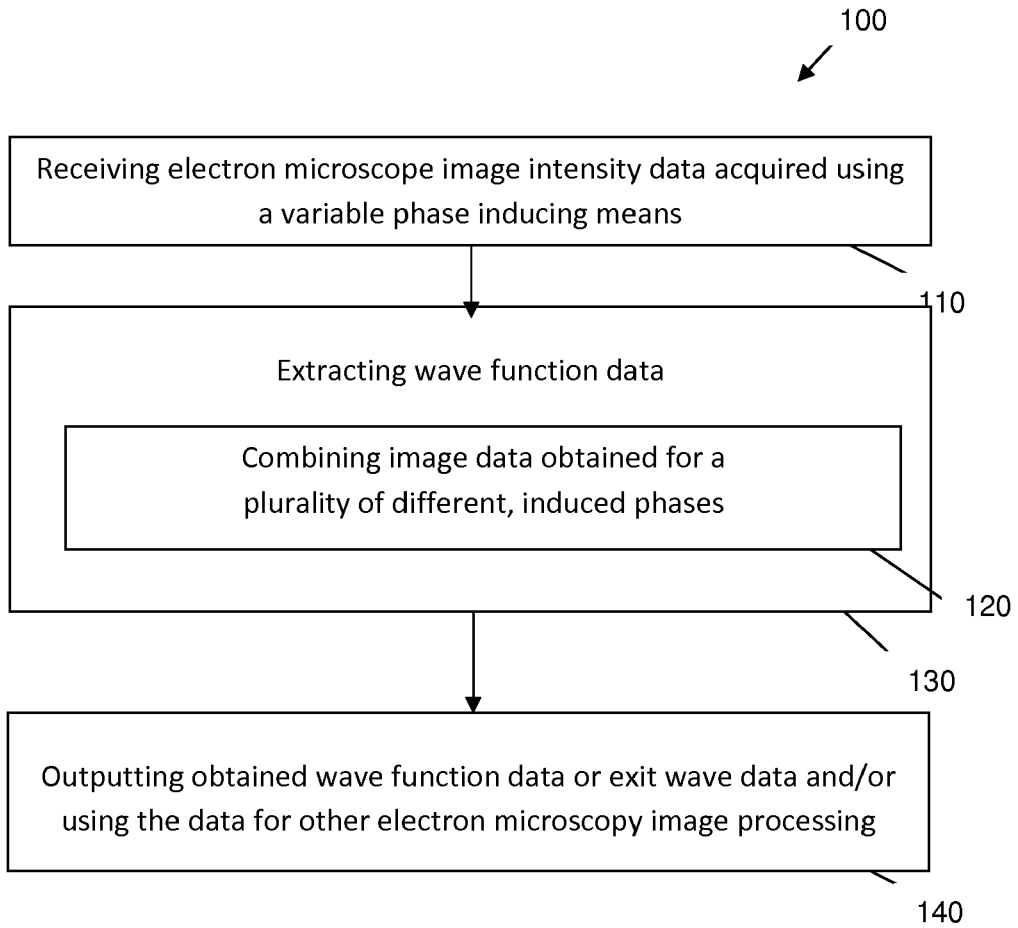 100
Receiving electron microscope image intensity data acquired using
a variable phase inducing means
110
Extracting wave function data
Combining image data obtained for a
plurality of different, induced phases
120
130
Outputting obtained wave function data or exit wave data and/or
using the data for other electron microscopy image processing
140